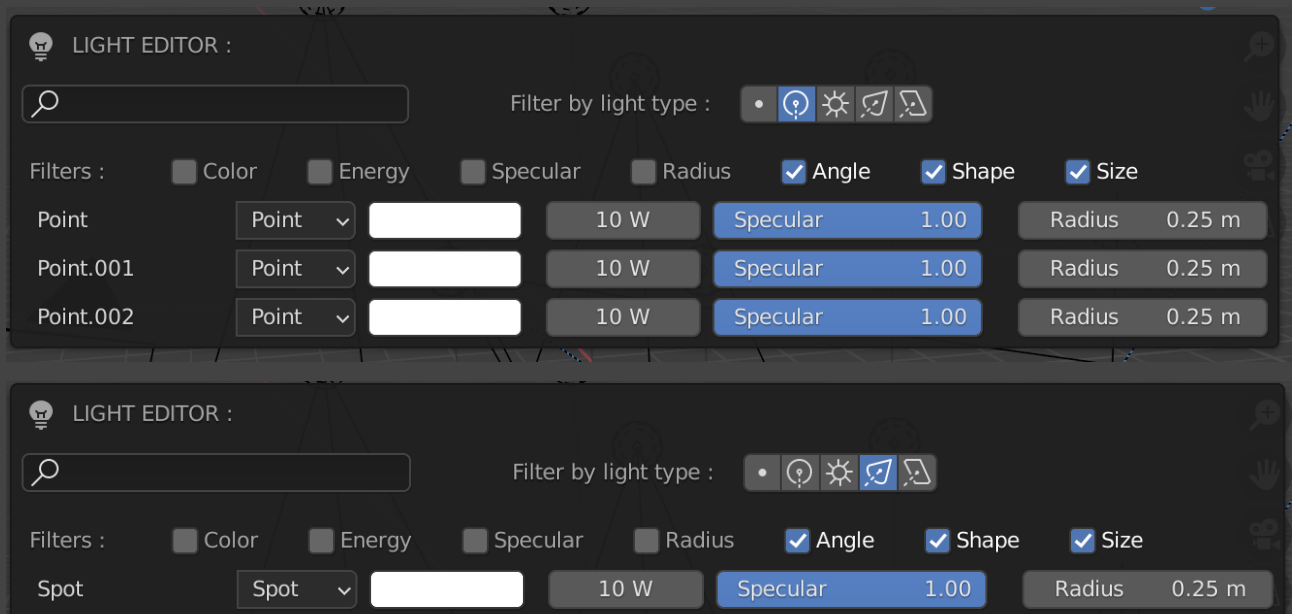 LIGHT EDITOR :
Filter by light type :
Filters : Color Energy Specular Radius Angle Shape Size
Point Point 10 W Specular 1.00 Radius 0.25 m
Point.001 Point 10 W Specular 1.00 Radius 0.25 m
Point.002 Point 10 W Specular 1.00 Radius 0.25 m
LIGHT EDITOR :
Filter by light type :
Filters : Color Energy Specular Radius Angle Shape Size
Spot Spot 10 W Specular 1.00 Radius 0.25 m